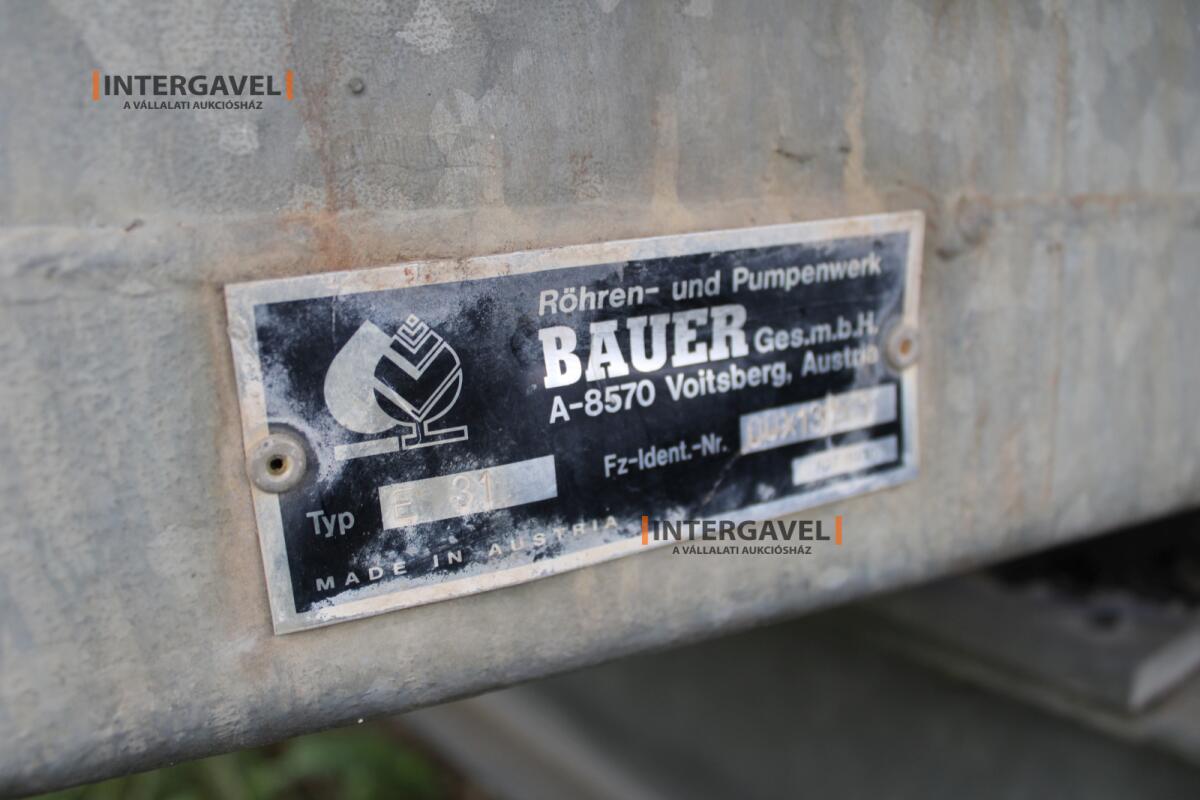 INTERGAVEL
A VÁLLALATI AUKCIÓSHÁZ
Röhren- und Pumpenwerk
BAUER Ges.m.b.H.
A-8570 Voitsberg, Austria
Fz-Ident.-Nr.
Typ E 31
MADE IN AUSTRIA
INTERGAVEL
A VÁLLALATI AUKCIÓSHÁZ